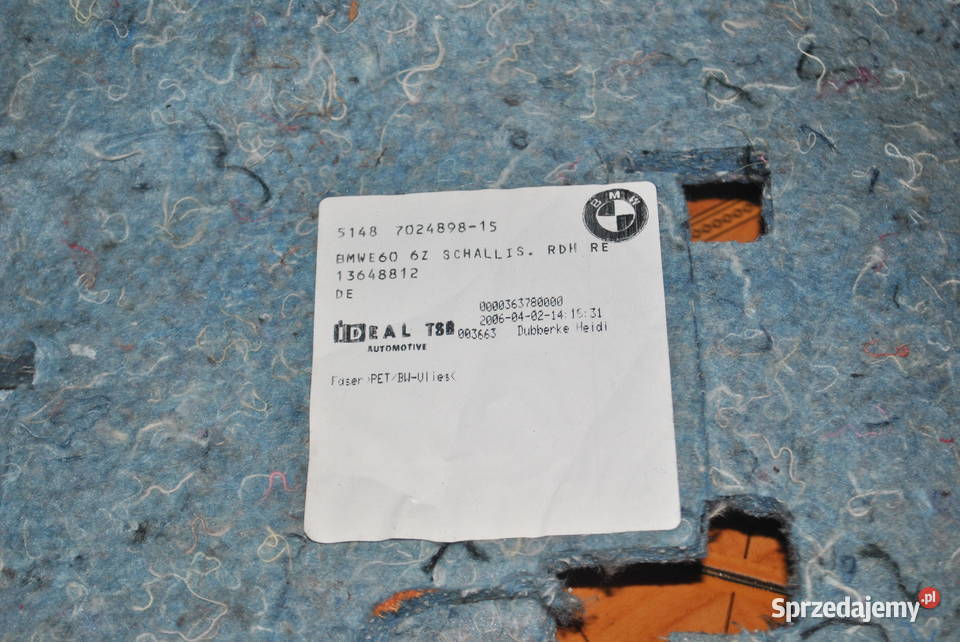 BMW
5148 7024898-15
BMWE60 6Z SCHALLIS. RDH RE
13648812
DE
0000363780000
2006-04-02-14:15:31
IDEAL TSB 003663 Dubberke Heidi
AUTOMOTIVE
Faser>PET/BW-Vlies<
Sprzedajemy.pl